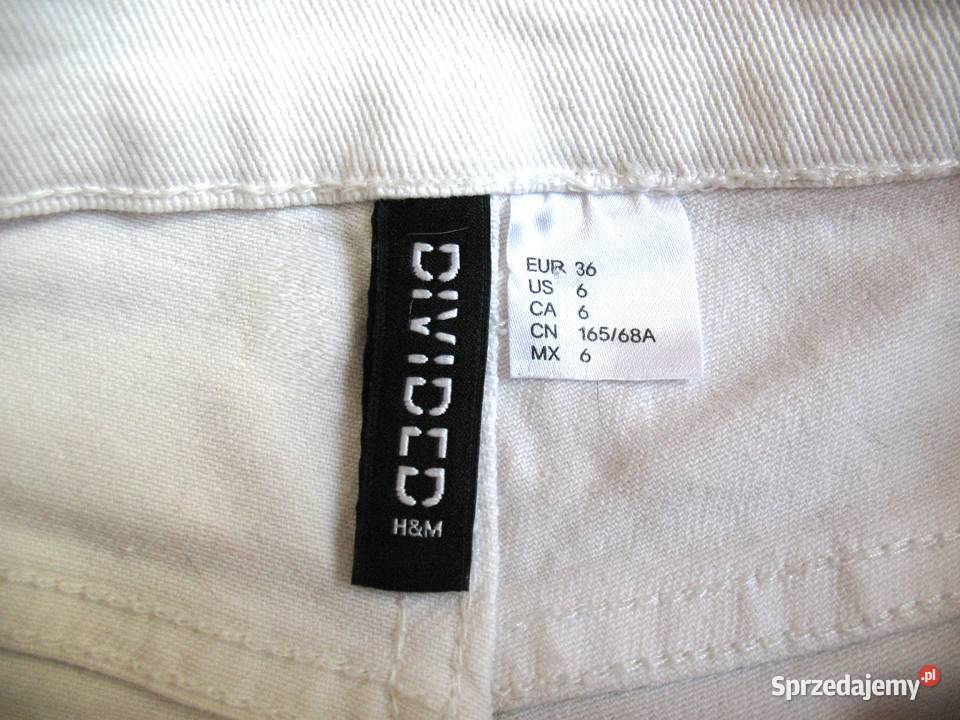 DIVIDED
H&M
EUR 36
US 6
CA 6
CN 165/68A
MX 6
Sprzedajemy.pl